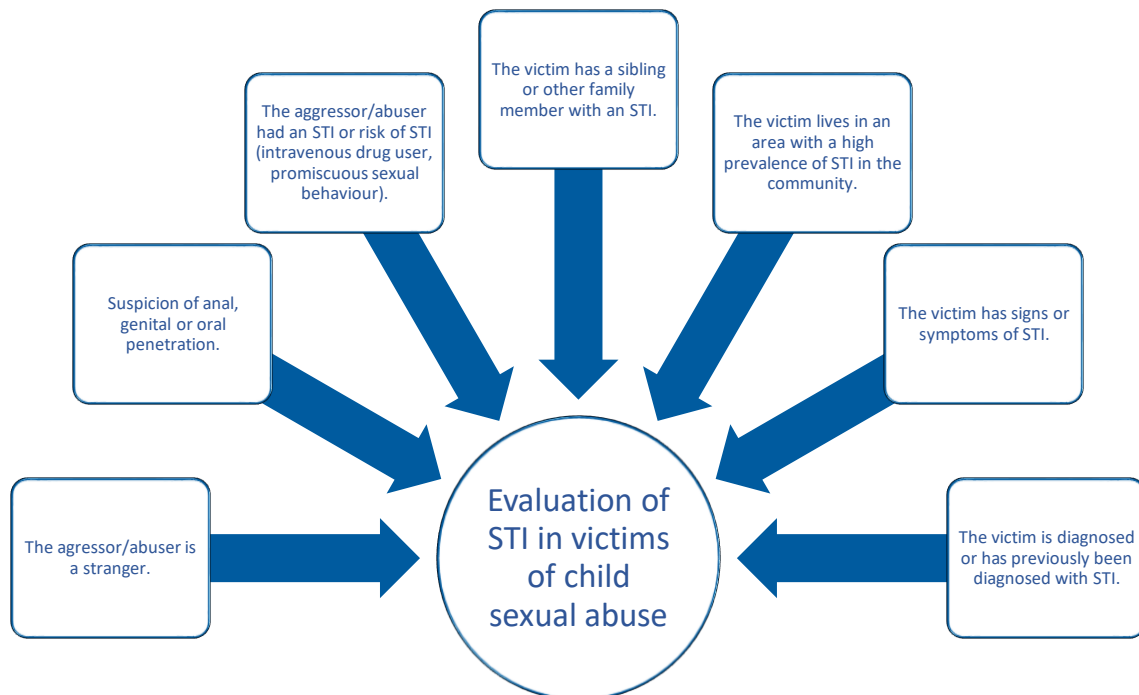 The agressor/abuser is
a stranger.
Suspicion of anal,
genital or oral
penetration.
The aggressor/abuser
had an STI or risk of STI
(intravenous drug user,
promiscuous sexual
behaviour).
The victim has a sibling
or other family
member with an STI.
The victim lives in an
area with a high
prevalence of STI in the
community.
The victim has signs or
symptoms of STI.
The victim is diagnosed
or has previously been
diagnosed with STI.
Evaluation of
STI in victims
of child
sexual abuse